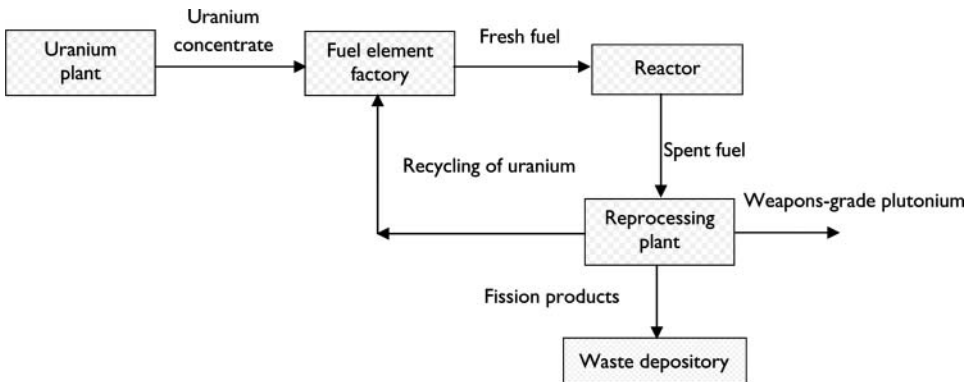 Uranium
concentrate
Uranium
plant
Fuel element
factory
Fresh fuel
Reactor
Recycling of uranium
Spent fuel
Reprocessing
plant
Weapons-grade plutonium
Fission products
Waste depository